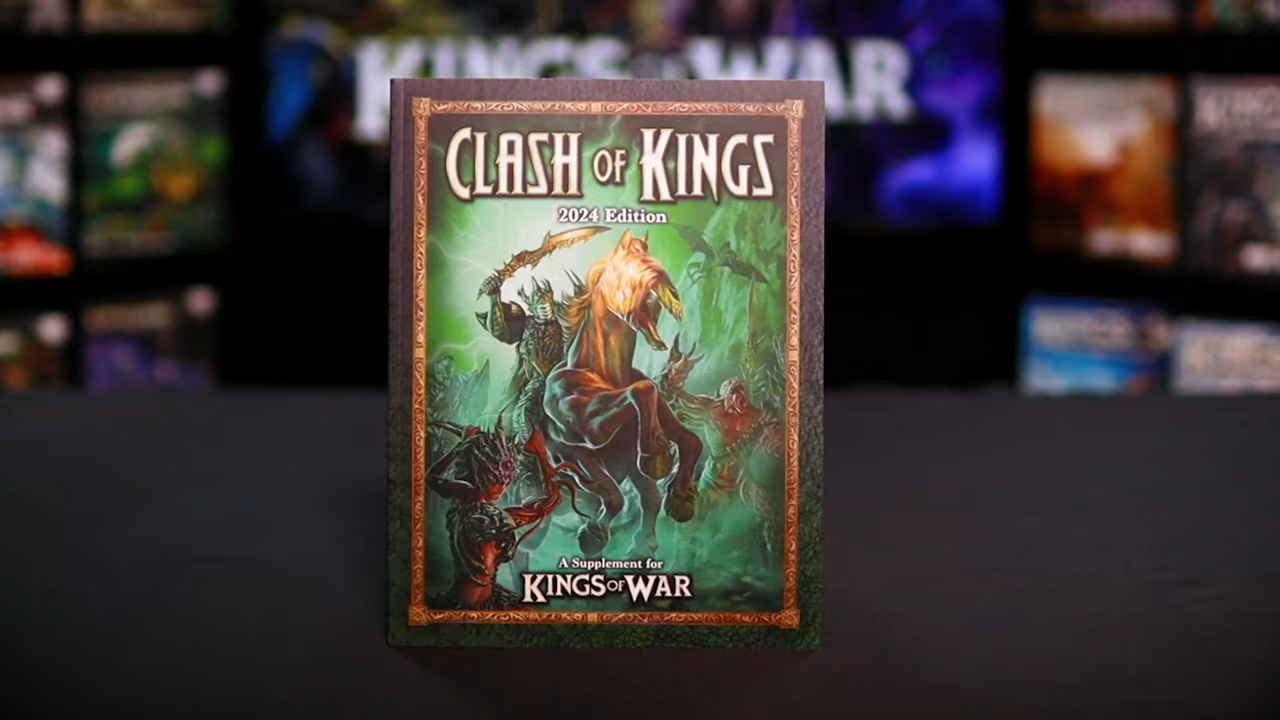 KINGS OF WAR
CLASH OF KINGS
2024 Edition
A Supplement for
KINGS OF WAR